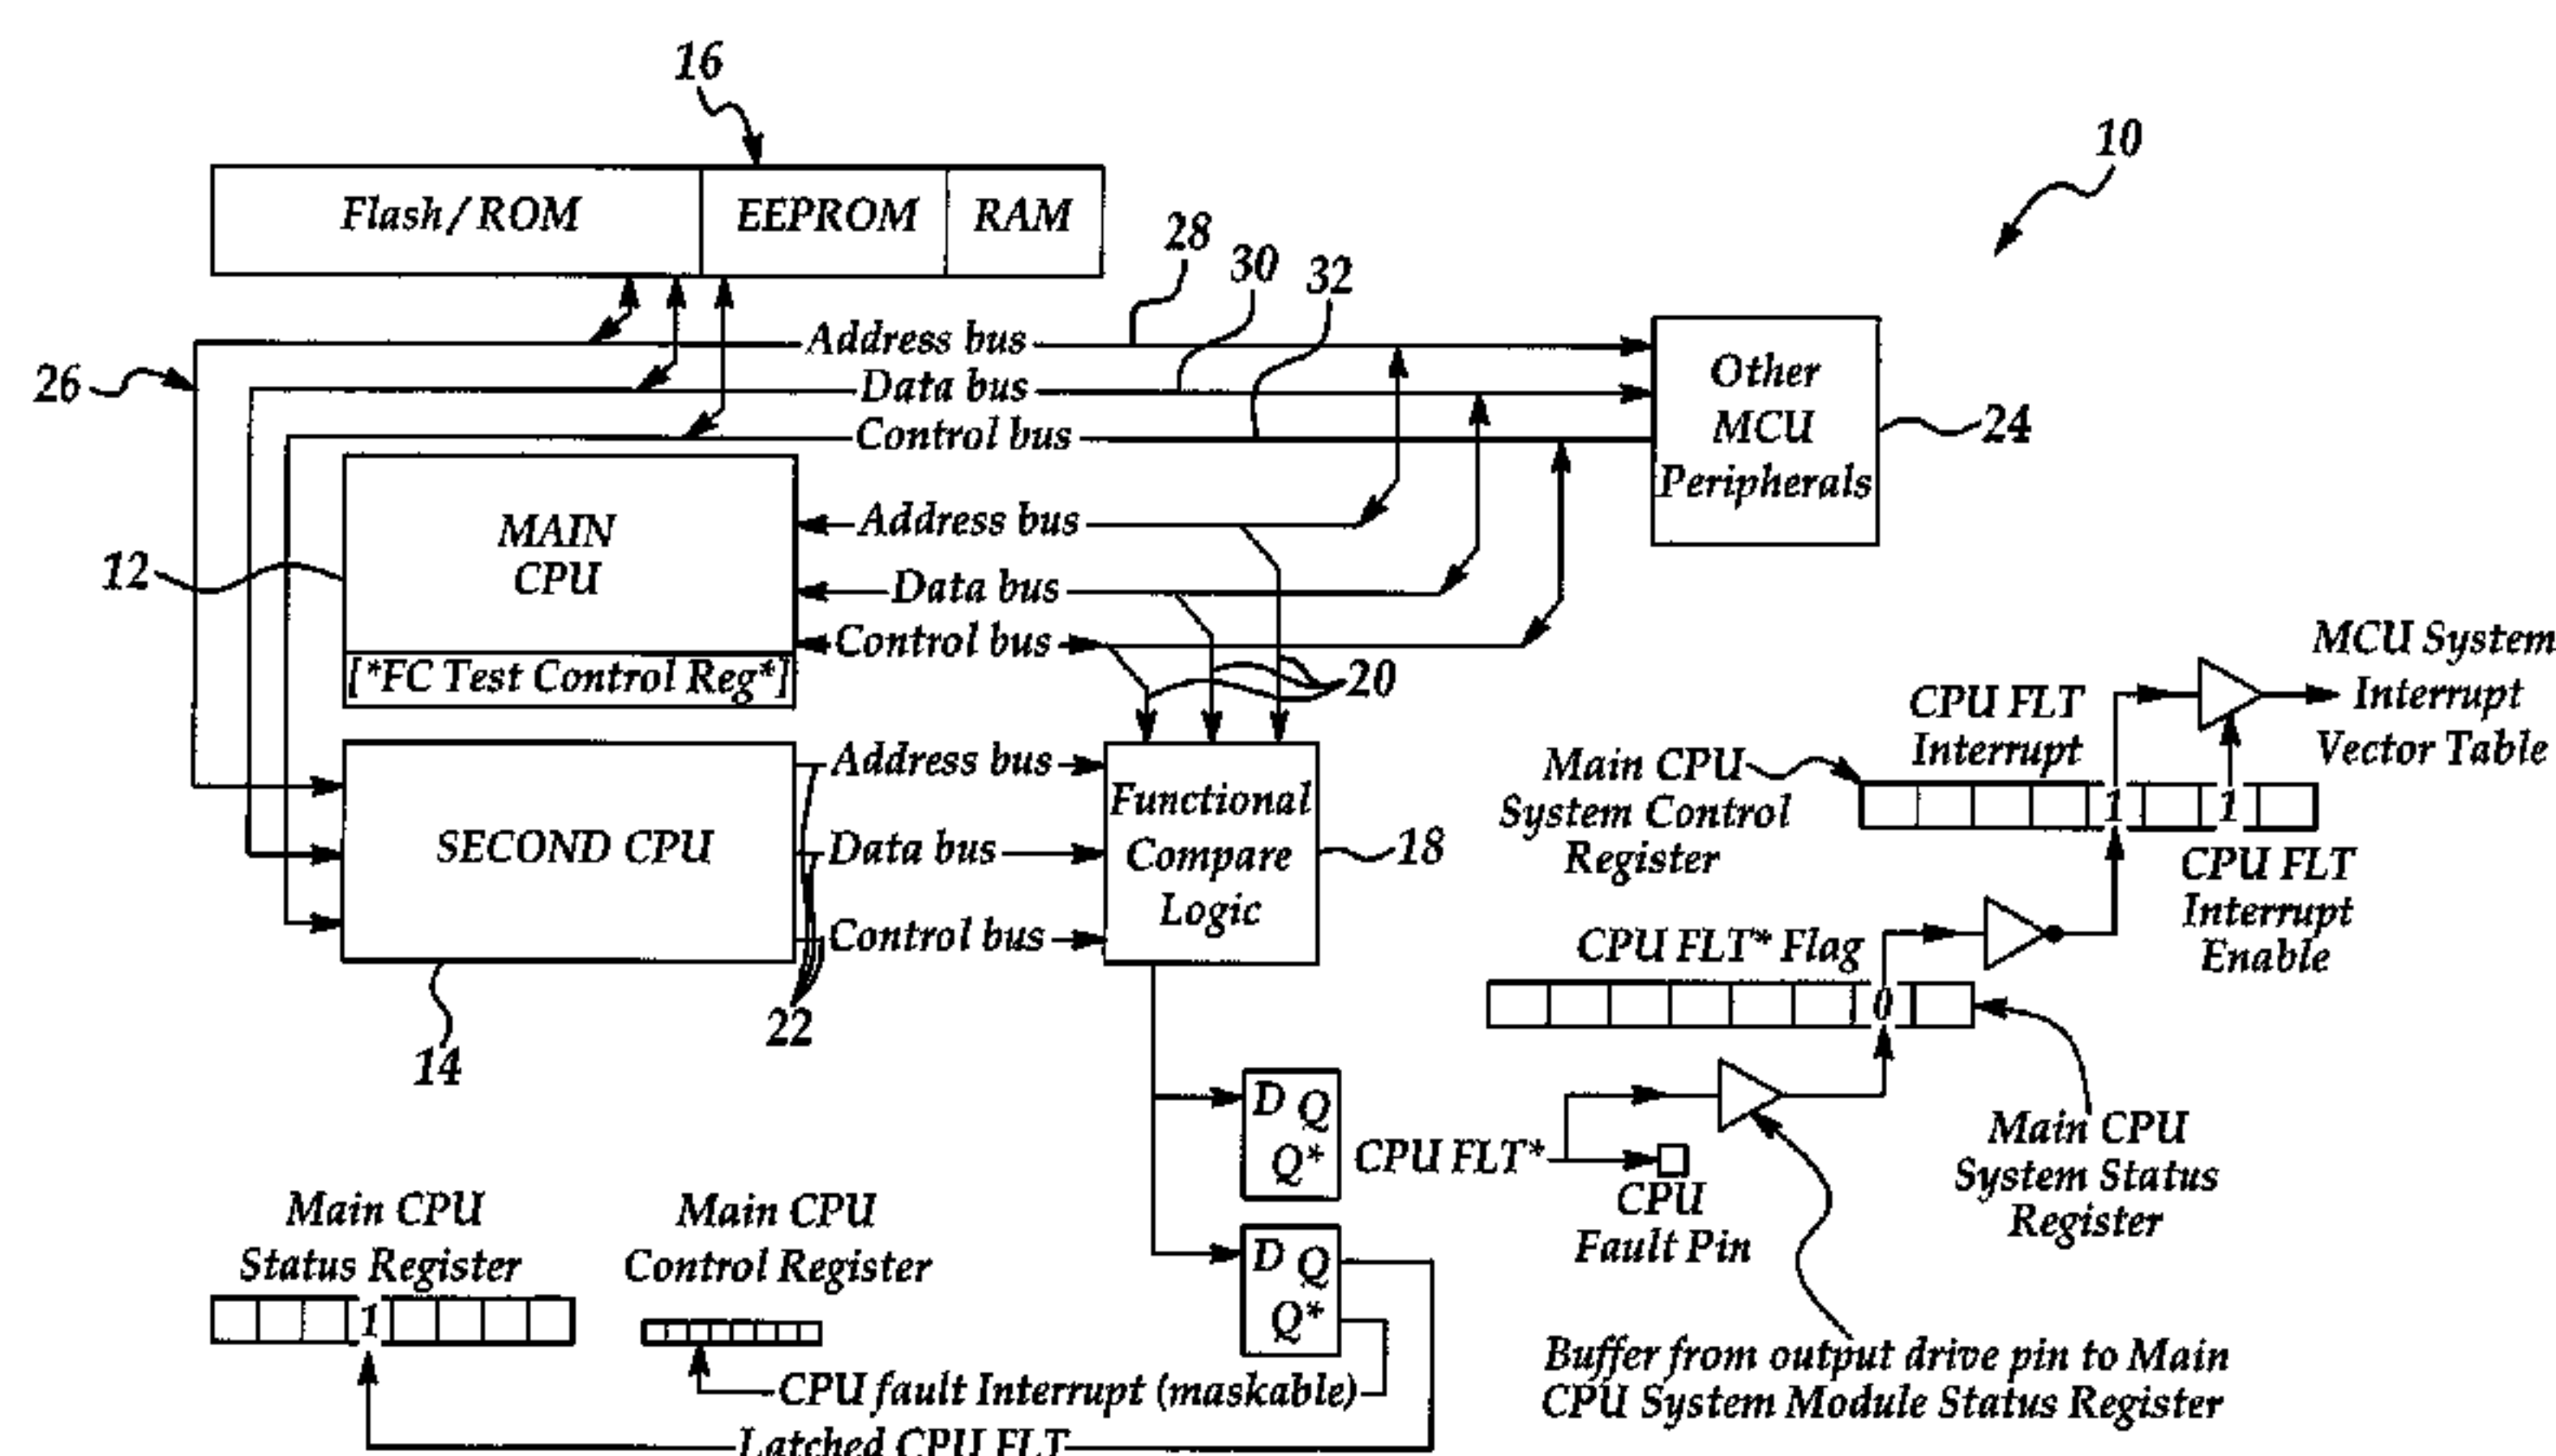 16
10
Flash/ROM
EEPROM
RAM
28
30
32
26
Address bus
Data bus
Control bus
Other
MCU
Peripherals
24
MAIN
CPU
[*FC Test Control Reg*]
12
Address bus
Data bus
Control bus
20
SECOND CPU
14
Address bus
Data bus
Control bus
22
Functional
Compare
Logic
18
MCU System
Interrupt
Vector Table
CPU FLT
Interrupt
Main CPU
System Control
Register
1
1
CPU FLT
Interrupt
Enable
CPU FLT* Flag
0
Main CPU
System Status
Register
D Q
Q*
CPU FLT*
CPU
Fault Pin
D Q
Q*
Buffer from output drive pin to Main
CPU System Module Status Register
Main CPU
Status Register
1
Main CPU
Control Register
CPU fault Interrupt (maskable)
Latched CPU FLT